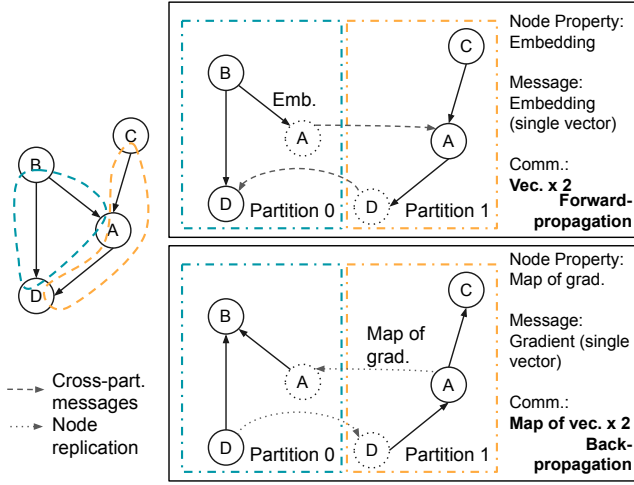 B
C
A
D
Cross-part.
messages
Node
replication
B
Emb.
A
D
Partition 0
C
A
D
Partition 1
Node Property:
Embedding
Message:
Embedding
(single vector)
Comm.:
Vec. x 2
Forward-
propagation
B
A
D
Partition 0
Map of
grad.
C
A
D
Partition 1
Node Property:
Map of grad.
Message:
Gradient (single
vector)
Comm.:
Map of vec. x 2
Back-
propagation